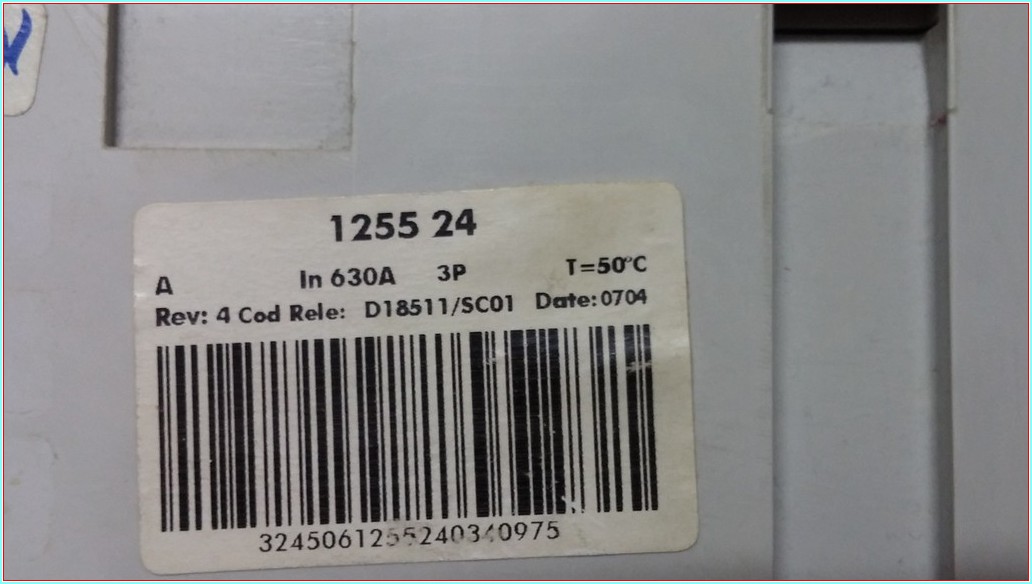 1255 24
A In 630A 3P T=50°C
Rev: 4 Cod Rele: D18511/SC01 Date:0704
3245061255240340975